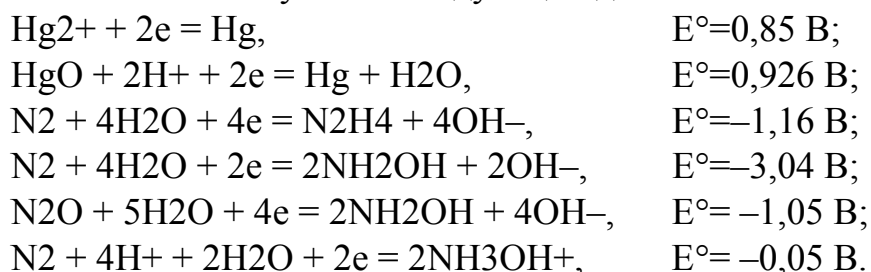 Hg2+ + 2e = Hg, E°=0,85 В;
HgO + 2H+ + 2e = Hg + H2O, E°=0,926 В;
N2 + 4H2O + 4e = N2H4 + 4OH–, E°=–1,16 В;
N2 + 4H2O + 2e = 2NH2OH + 2OH–, E°=–3,04 В;
N2O + 5H2O + 4e = 2NH2OH + 4OH–, E°= –1,05 В;
N2 + 4H+ + 2H2O + 2e = 2NH3OH+, E°= –0,05 В.